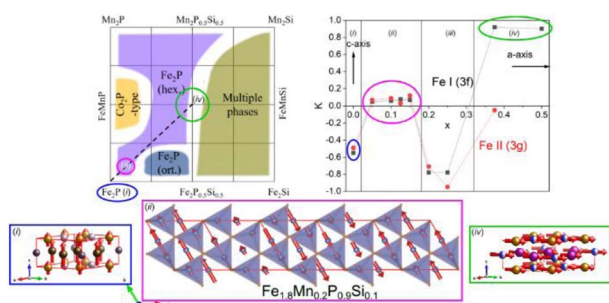 Mn₂P Mn₂P₀.₅Si₀.₅ Mn₂Si
FeMnP
Co₂P
-type
Fe₂P
(hex.)
(iv)
Multiple
phases
FeMnSi
Fe₂P
(ort.)
Fe₂P (i) Fe₂P₀.₅Si₀.₅ Fe₂Si
(i) (ii) (iii) (iv)
c-axis
a-axis
Fe I (3f)
Fe II (3g)
K
x
1.0
0.8
0.6
0.4
0.2
0.0
-0.2
-0.4
-0.6
-0.8
-1.0
0.0 0.1 0.2 0.3 0.4 0.5
(i)
(ii)
Fe₁.₈Mn₀.₂P₀.₉Si₀.₁
(iv)